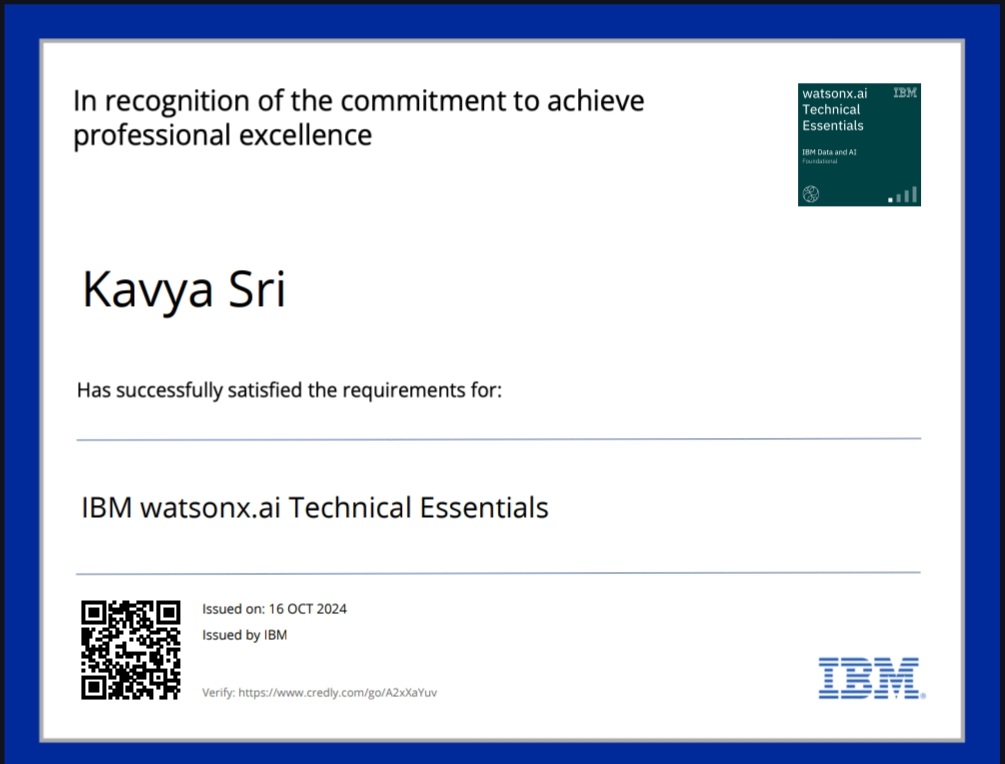 In recognition of the commitment to achieve
professional excellence
watsonx.ai
Technical
Essentials
IBM
IBM Data and AI
Foundational
Kavya Sri
Has successfully satisfied the requirements for:
IBM watsonx.ai Technical Essentials
Issued on: 16 OCT 2024
Issued by IBM
Verify: https://www.credly.com/go/A2xXaYuv
IBM®